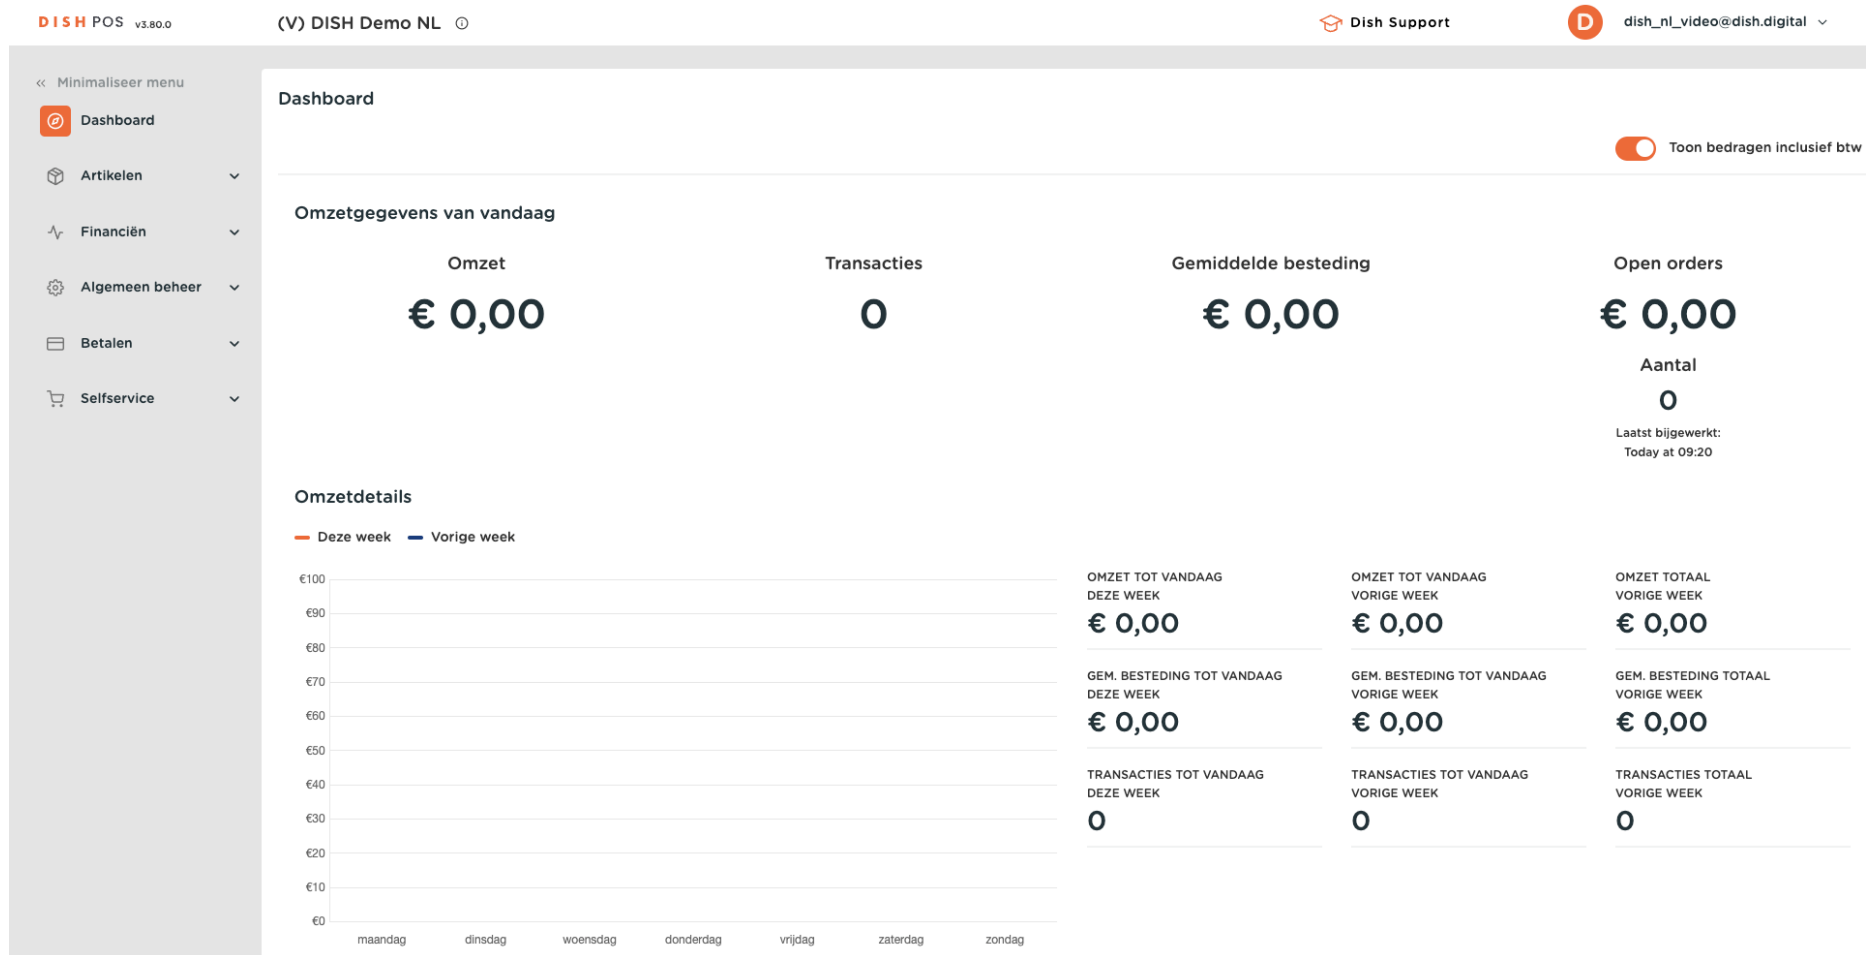 DISH POS v3.80.0
(V) DISH Demo NL
Dish Support
D
dish_nl_video@dish.digital
Minimaliseer menu
Dashboard
Artikelen
Financiën
Algemeen beheer
Betalen
Selfservice
Dashboard
Toon bedragen inclusief btw
Omzetgegevens van vandaag
Omzet
€ 0,00
Transacties
0
Gemiddelde besteding
€ 0,00
Open orders
€ 0,00
Aantal
0
Laatst bijgewerkt:
Today at 09:20
Omzetdetails
Deze week
Vorige week
€100
€90
€80
€70
€60
€50
€40
€30
€20
€10
€0
maandag
dinsdag
woensdag
donderdag
vrijdag
zaterdag
zondag
OMZET TOT VANDAAG
DEZE WEEK
€ 0,00
OMZET TOT VANDAAG
VORIGE WEEK
€ 0,00
OMZET TOTAAL
VORIGE WEEK
€ 0,00
GEM. BESTEDING TOT VANDAAG
DEZE WEEK
€ 0,00
GEM. BESTEDING TOT VANDAAG
VORIGE WEEK
€ 0,00
GEM. BESTEDING TOTAAL
VORIGE WEEK
€ 0,00
TRANSACTIES TOT VANDAAG
DEZE WEEK
0
TRANSACTIES TOT VANDAAG
VORIGE WEEK
0
TRANSACTIES TOTAAL
VORIGE WEEK
0